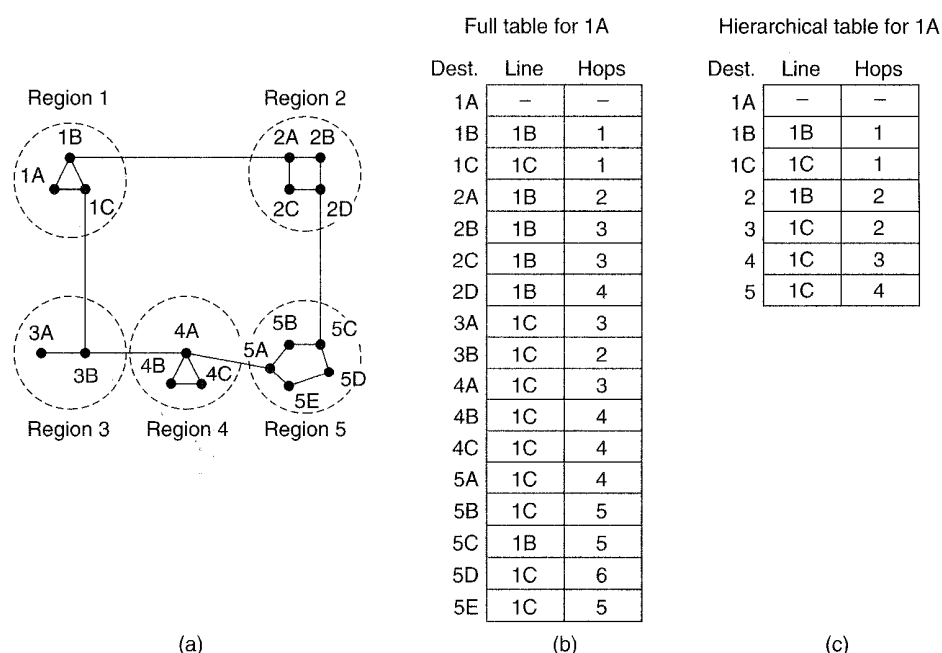 Full table for 1A
Hierarchical table for 1A
Dest. Line Hops
Dest. Line Hops
Region 1
Region 2
1B
2A 2B
1A
1C
2C 2D
3A
4A
5B
5C
5A
3B
4B
4C
5D
5E
Region 3
Region 4
Region 5
1A – –
1B 1B 1
1C 1C 1
2A 1B 2
2B 1B 3
2C 1B 3
2D 1B 4
3A 1C 3
3B 1C 2
4A 1C 3
4B 1C 4
4C 1C 4
5A 1C 4
5B 1C 5
5C 1B 5
5D 1C 6
5E 1C 5
1A – –
1B 1B 1
1C 1C 1
2 1B 2
3 1C 2
4 1C 3
5 1C 4
(a)
(b)
(c)